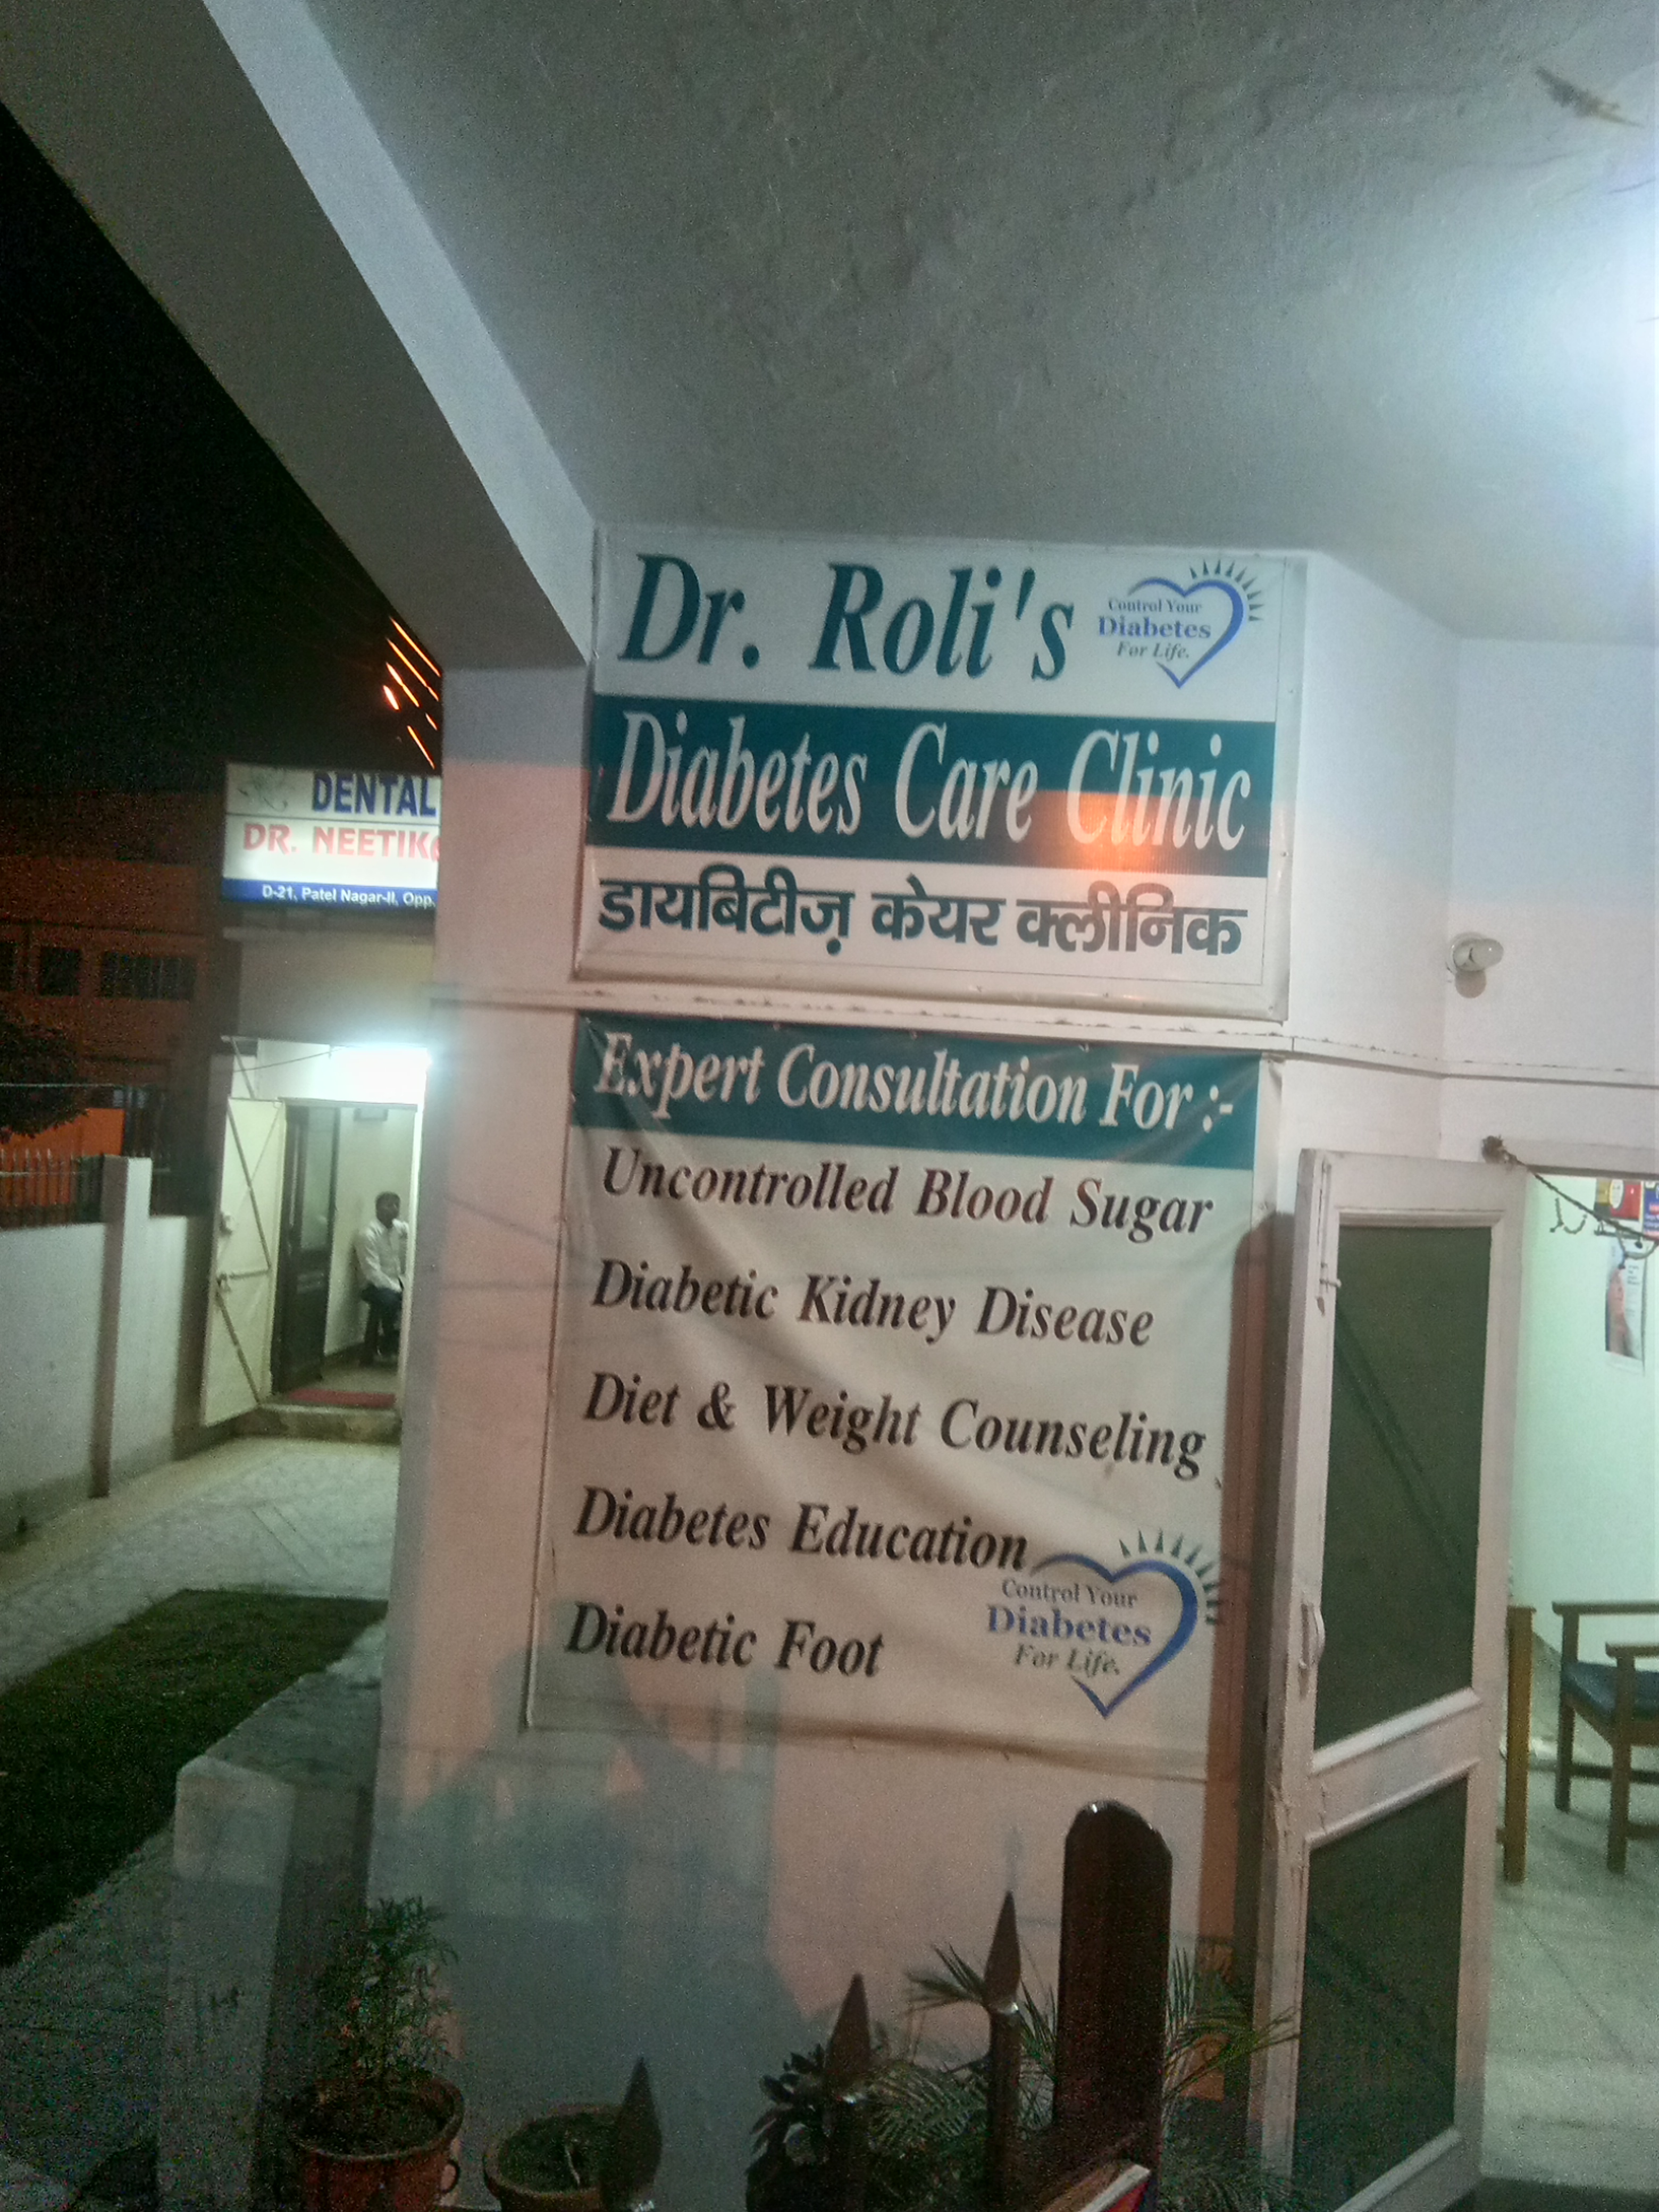 Dr. Roli's
Control Your
Diabetes
For Life.
Diabetes Care Clinic
डायबिटीज़ केयर क्लीनिक
DENTAL
DR. NEETIK
D-21, Patel Nagar-II, Opp.
Expert Consultation For :-
Uncontrolled Blood Sugar
Diabetic Kidney Disease
Diet & Weight Counseling
Diabetes Education
Diabetic Foot
Control Your
Diabetes
For Life.